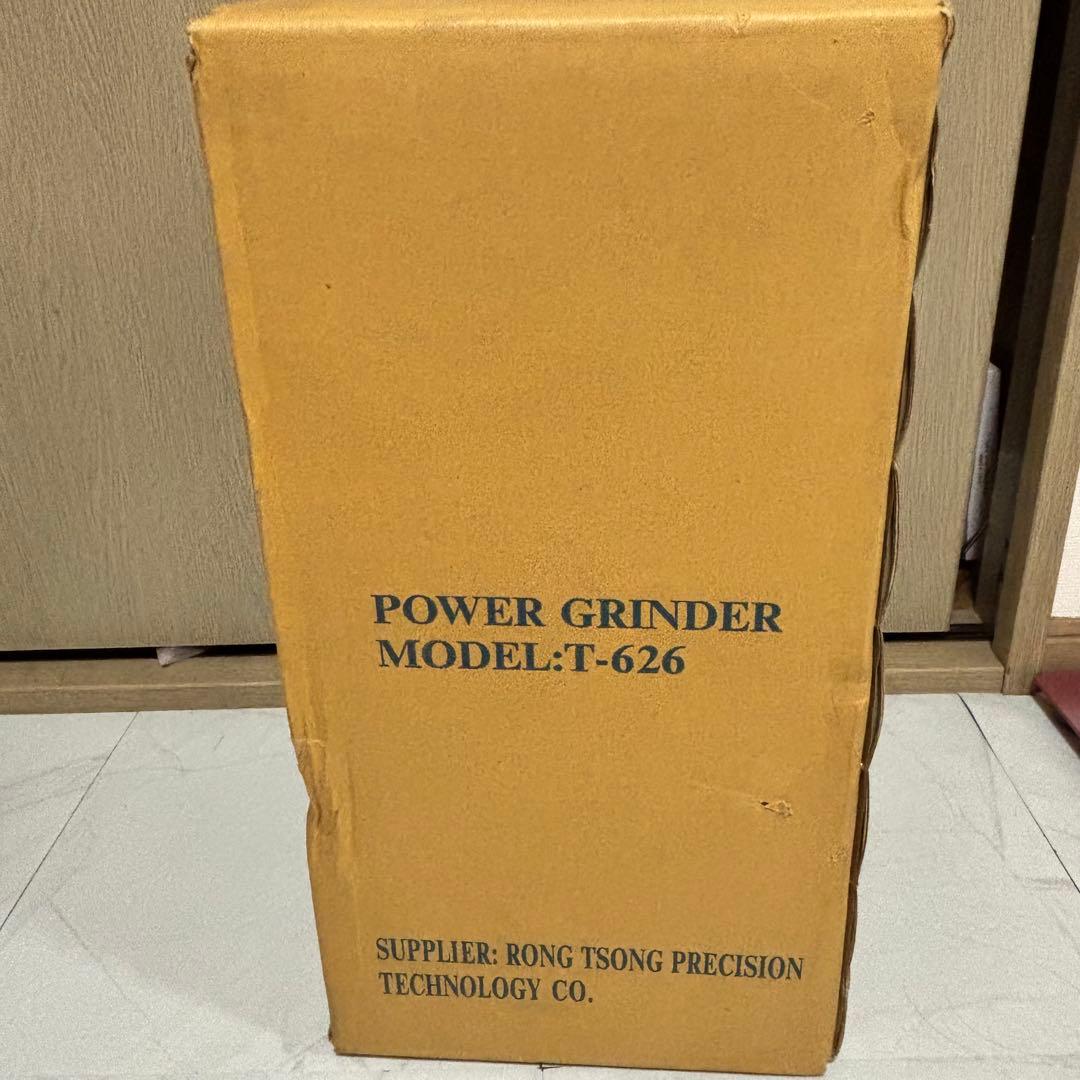 POWER GRINDER
MODEL:T-626
SUPPLIER: RONG TSONG PRECISION
TECHNOLOGY CO.